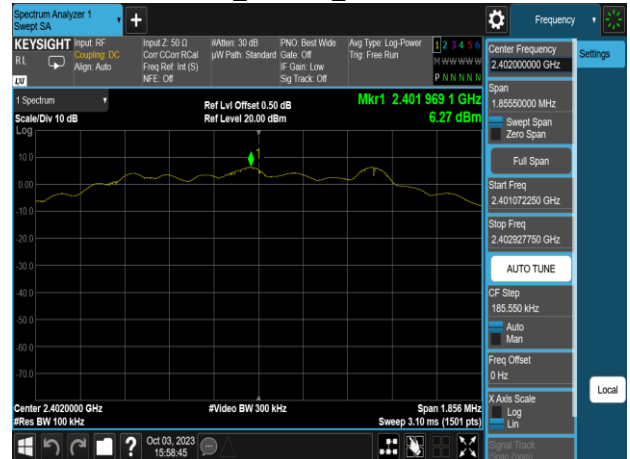 Spectrum Analyzer 1
Swept SA
+
Frequency
KEYSIGHT
RL
LXI
Input: RF
Coupling: DC
Align: Auto
Input Z: 50 Ω
Corr CCorr RCal
Freq Ref: Int (S)
NFE: Off
#Atten: 30 dB
µW Path: Standard
PNO: Best Wide
Gate: Off
IF Gain: Low
Sig Track: Off
Avg Type: Log-Power
Trig: Free Run
1 2 3 4 5 6
M W W W W W
P N N N N N
1 Spectrum
Scale/Div 10 dB
Log
Ref Lvl Offset 0.50 dB
Ref Level 20.00 dBm
Mkr1 2.401 969 1 GHz
6.27 dBm
1
10.0
0.00
-10.0
-20.0
-30.0
-40.0
-50.0
-60.0
-70.0
Center 2.4020000 GHz
#Res BW 100 kHz
#Video BW 300 kHz
Span 1.856 MHz
Sweep 3.10 ms (1501 pts)
?
Oct 03, 2023
15:58:45
Center Frequency
2.402000000 GHz
Settings
Span
1.85550000 MHz
Swept Span
Zero Span
Full Span
Start Freq
2.401072250 GHz
Stop Freq
2.402927750 GHz
AUTO TUNE
CF Step
185.550 kHz
Auto
Man
Freq Offset
0 Hz
X Axis Scale
Log
Lin
Local
Signal Track
(Span Zoom)